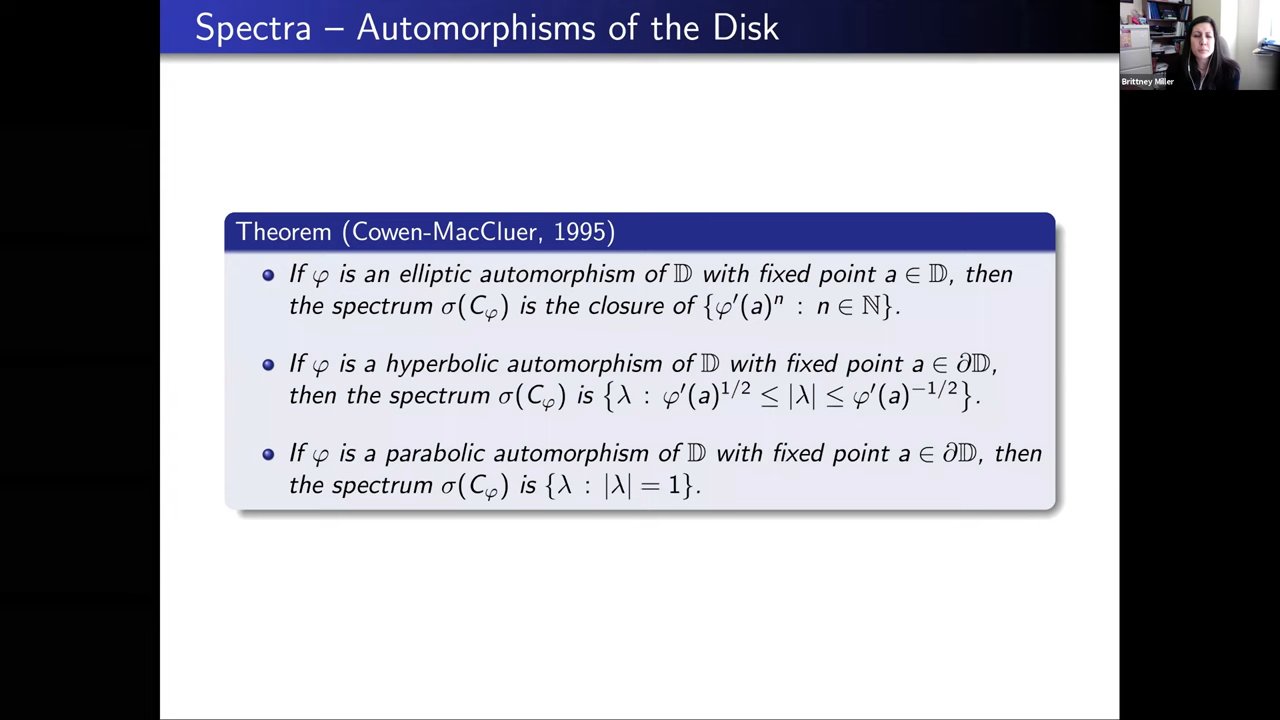 Spectra – Automorphisms of the Disk
Brittney Miller
Theorem (Cowen-MacCluer, 1995)
If φ is an elliptic automorphism of 𝔻 with fixed point a ∈ 𝔻, then
the spectrum σ(C_φ) is the closure of {φ′(a)ⁿ : n ∈ ℕ}.
If φ is a hyperbolic automorphism of 𝔻 with fixed point a ∈ ∂𝔻,
then the spectrum σ(C_φ) is {λ : φ′(a)^{1/2} ≤ |λ| ≤ φ′(a)^{−1/2}}.
If φ is a parabolic automorphism of 𝔻 with fixed point a ∈ ∂𝔻, then
the spectrum σ(C_φ) is {λ : |λ| = 1}.